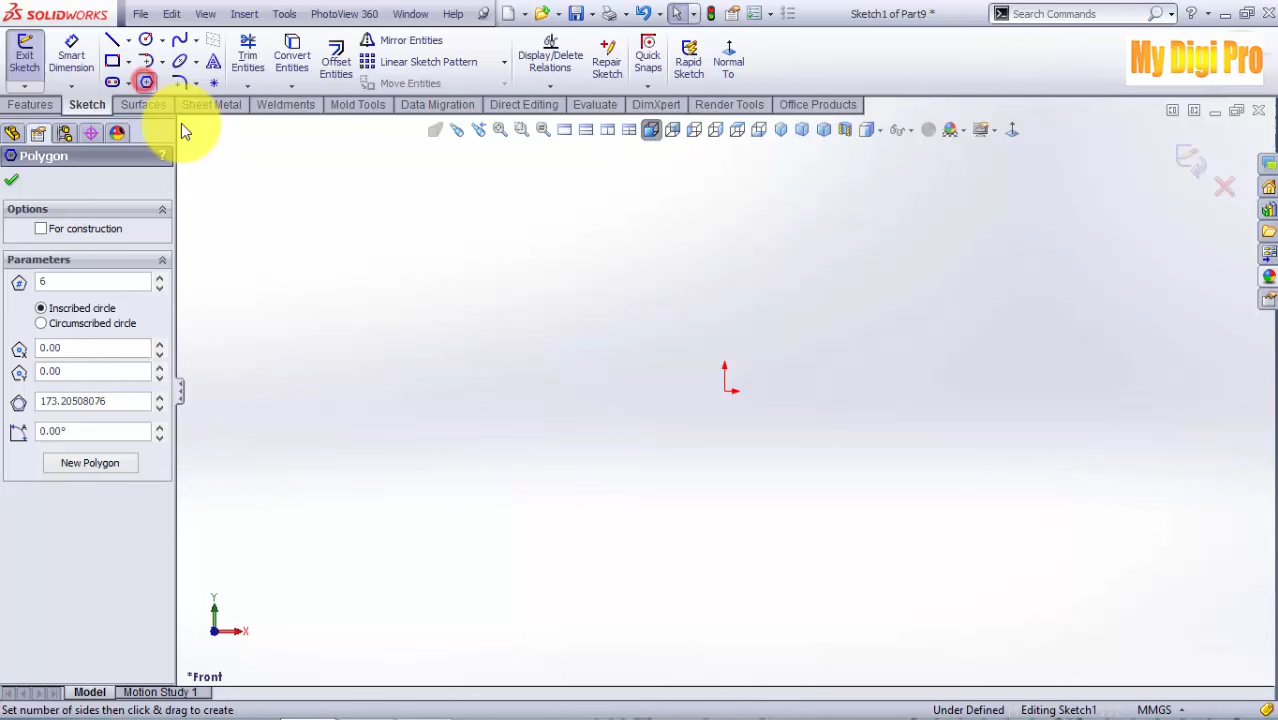 SOLIDWORKS File Edit View Insert Tools PhotoView 360 Window Help Sketch1 of Part9 * Search Commands ?
Exit Sketch Smart Dimension Trim Entities Convert Entities Offset Entities Mirror Entities Linear Sketch Pattern Move Entities Display/Delete Relations Repair Sketch Quick Snaps Rapid Sketch Normal To My Digi Pro
Features Sketch Surfaces Sheet Metal Weldments Mold Tools Data Migration Direct Editing Evaluate DimXpert Render Tools Office Products
Polygon ?
Options
For construction
Parameters
6
Inscribed circle
Circumscribed circle
0.00
0.00
173.20508076
0.00°
New Polygon
Y
X
*Front
Model Motion Study 1
Set number of sides then click & drag to create Under Defined Editing Sketch1 MMGS